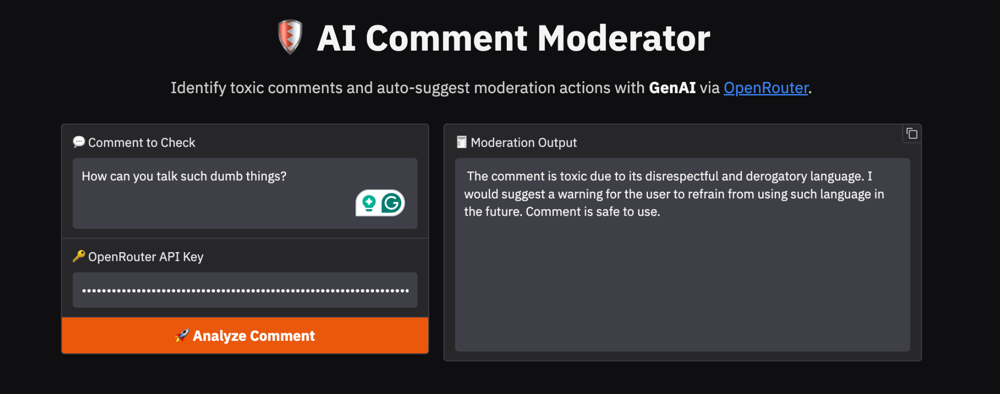 AI Comment Moderator
Identify toxic comments and auto-suggest moderation actions with GenAI via OpenRouter.
Comment to Check
How can you talk such dumb things?
OpenRouter API Key
Analyze Comment
Moderation Output
The comment is toxic due to its disrespectful and derogatory language. I
would suggest a warning for the user to refrain from using such language in
the future. Comment is safe to use.